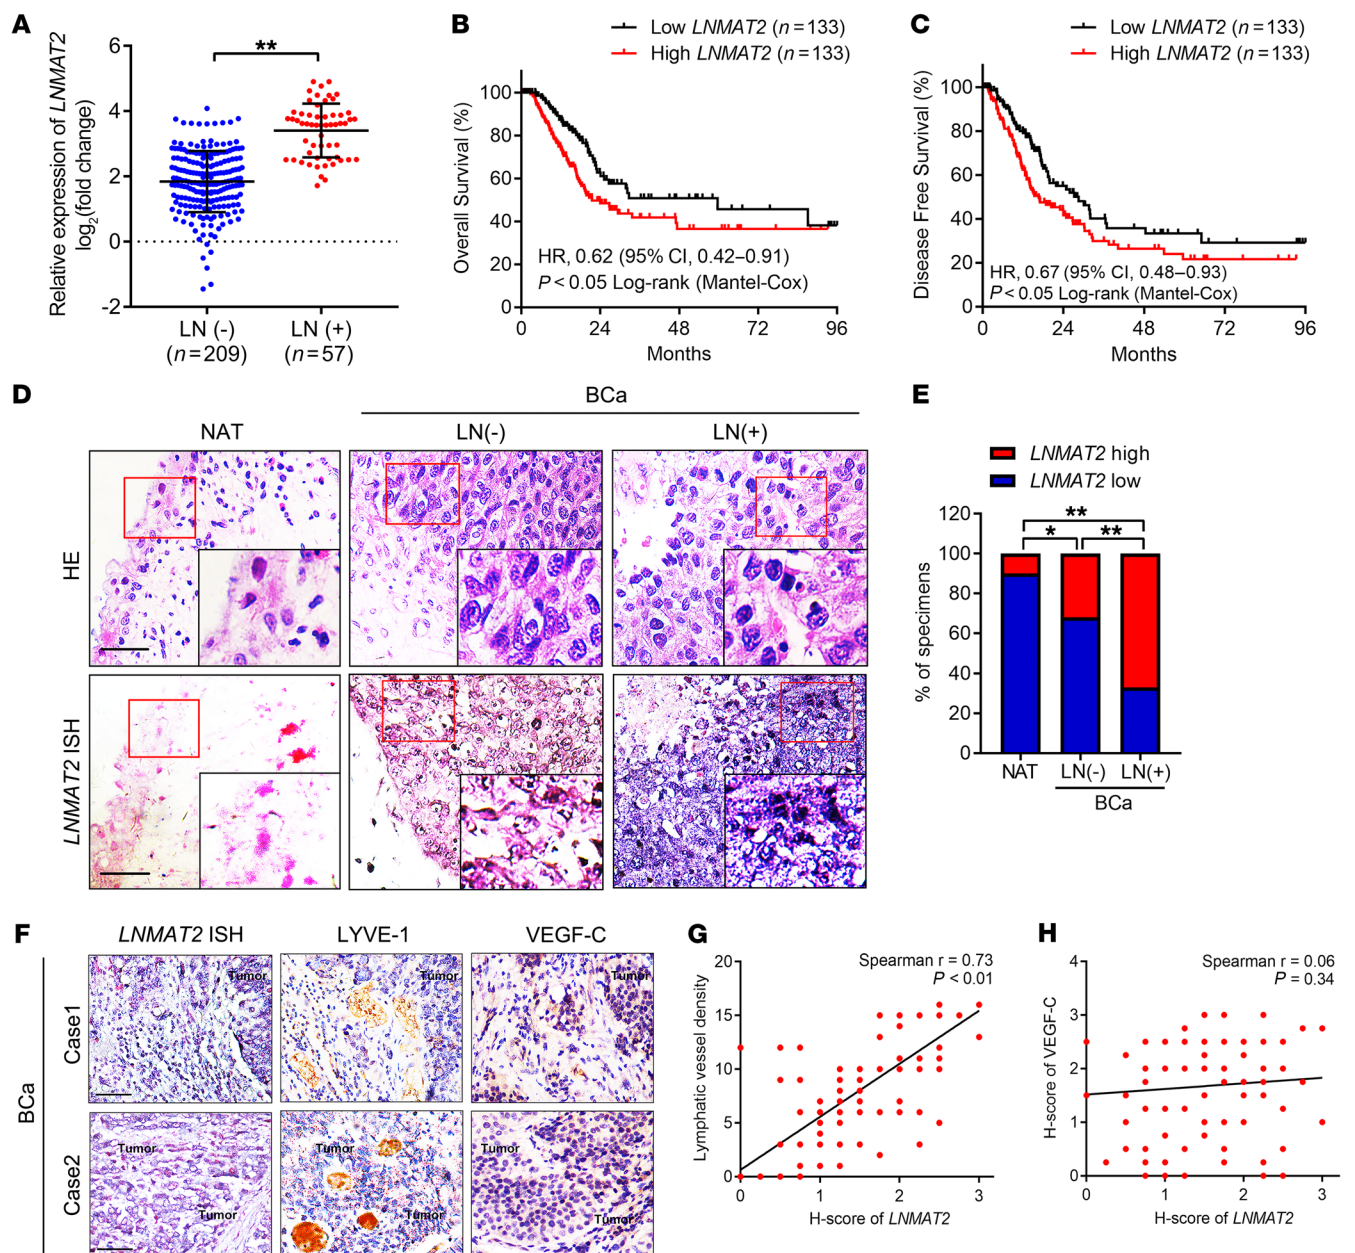 A
Relative expression of LNMAT2
log2(fold change)
6
4
2
0
-2
**
LN (-)
(n=209)
LN (+)
(n=57)
B
Low LNMAT2 (n=133)
High LNMAT2 (n=133)
Overall Survival (%)
100
80
60
40
20
0
HR, 0.62 (95% CI, 0.42–0.91)
P<0.05 Log-rank (Mantel-Cox)
0 24 48 72 96
Months
C
Low LNMAT2 (n=133)
High LNMAT2 (n=133)
Disease Free Survival (%)
100
80
60
40
20
0
HR, 0.67 (95% CI, 0.48–0.93)
P<0.05 Log-rank (Mantel-Cox)
0 24 48 72 96
Months
D
BCa
NAT
LN(-)
LN(+)
HE
LNMAT2 ISH
E
LNMAT2 high
LNMAT2 low
% of specimens
120
100
80
60
40
20
0
**
* **
NAT LN(-) LN(+)
BCa
F
LNMAT2 ISH
LYVE-1
VEGF-C
BCa
Case1
Tumor
Tumor
Tumor
Case2
Tumor
Tumor
Tumor
Tumor
Tumor
Tumor
G
Spearman r = 0.73
P < 0.01
Lymphatic vessel density
20
15
10
5
0
0 1 2 3
H-score of LNMAT2
H
Spearman r = 0.06
P = 0.34
H-score of VEGF-C
4
3
2
1
0
0 1 2 3
H-score of LNMAT2